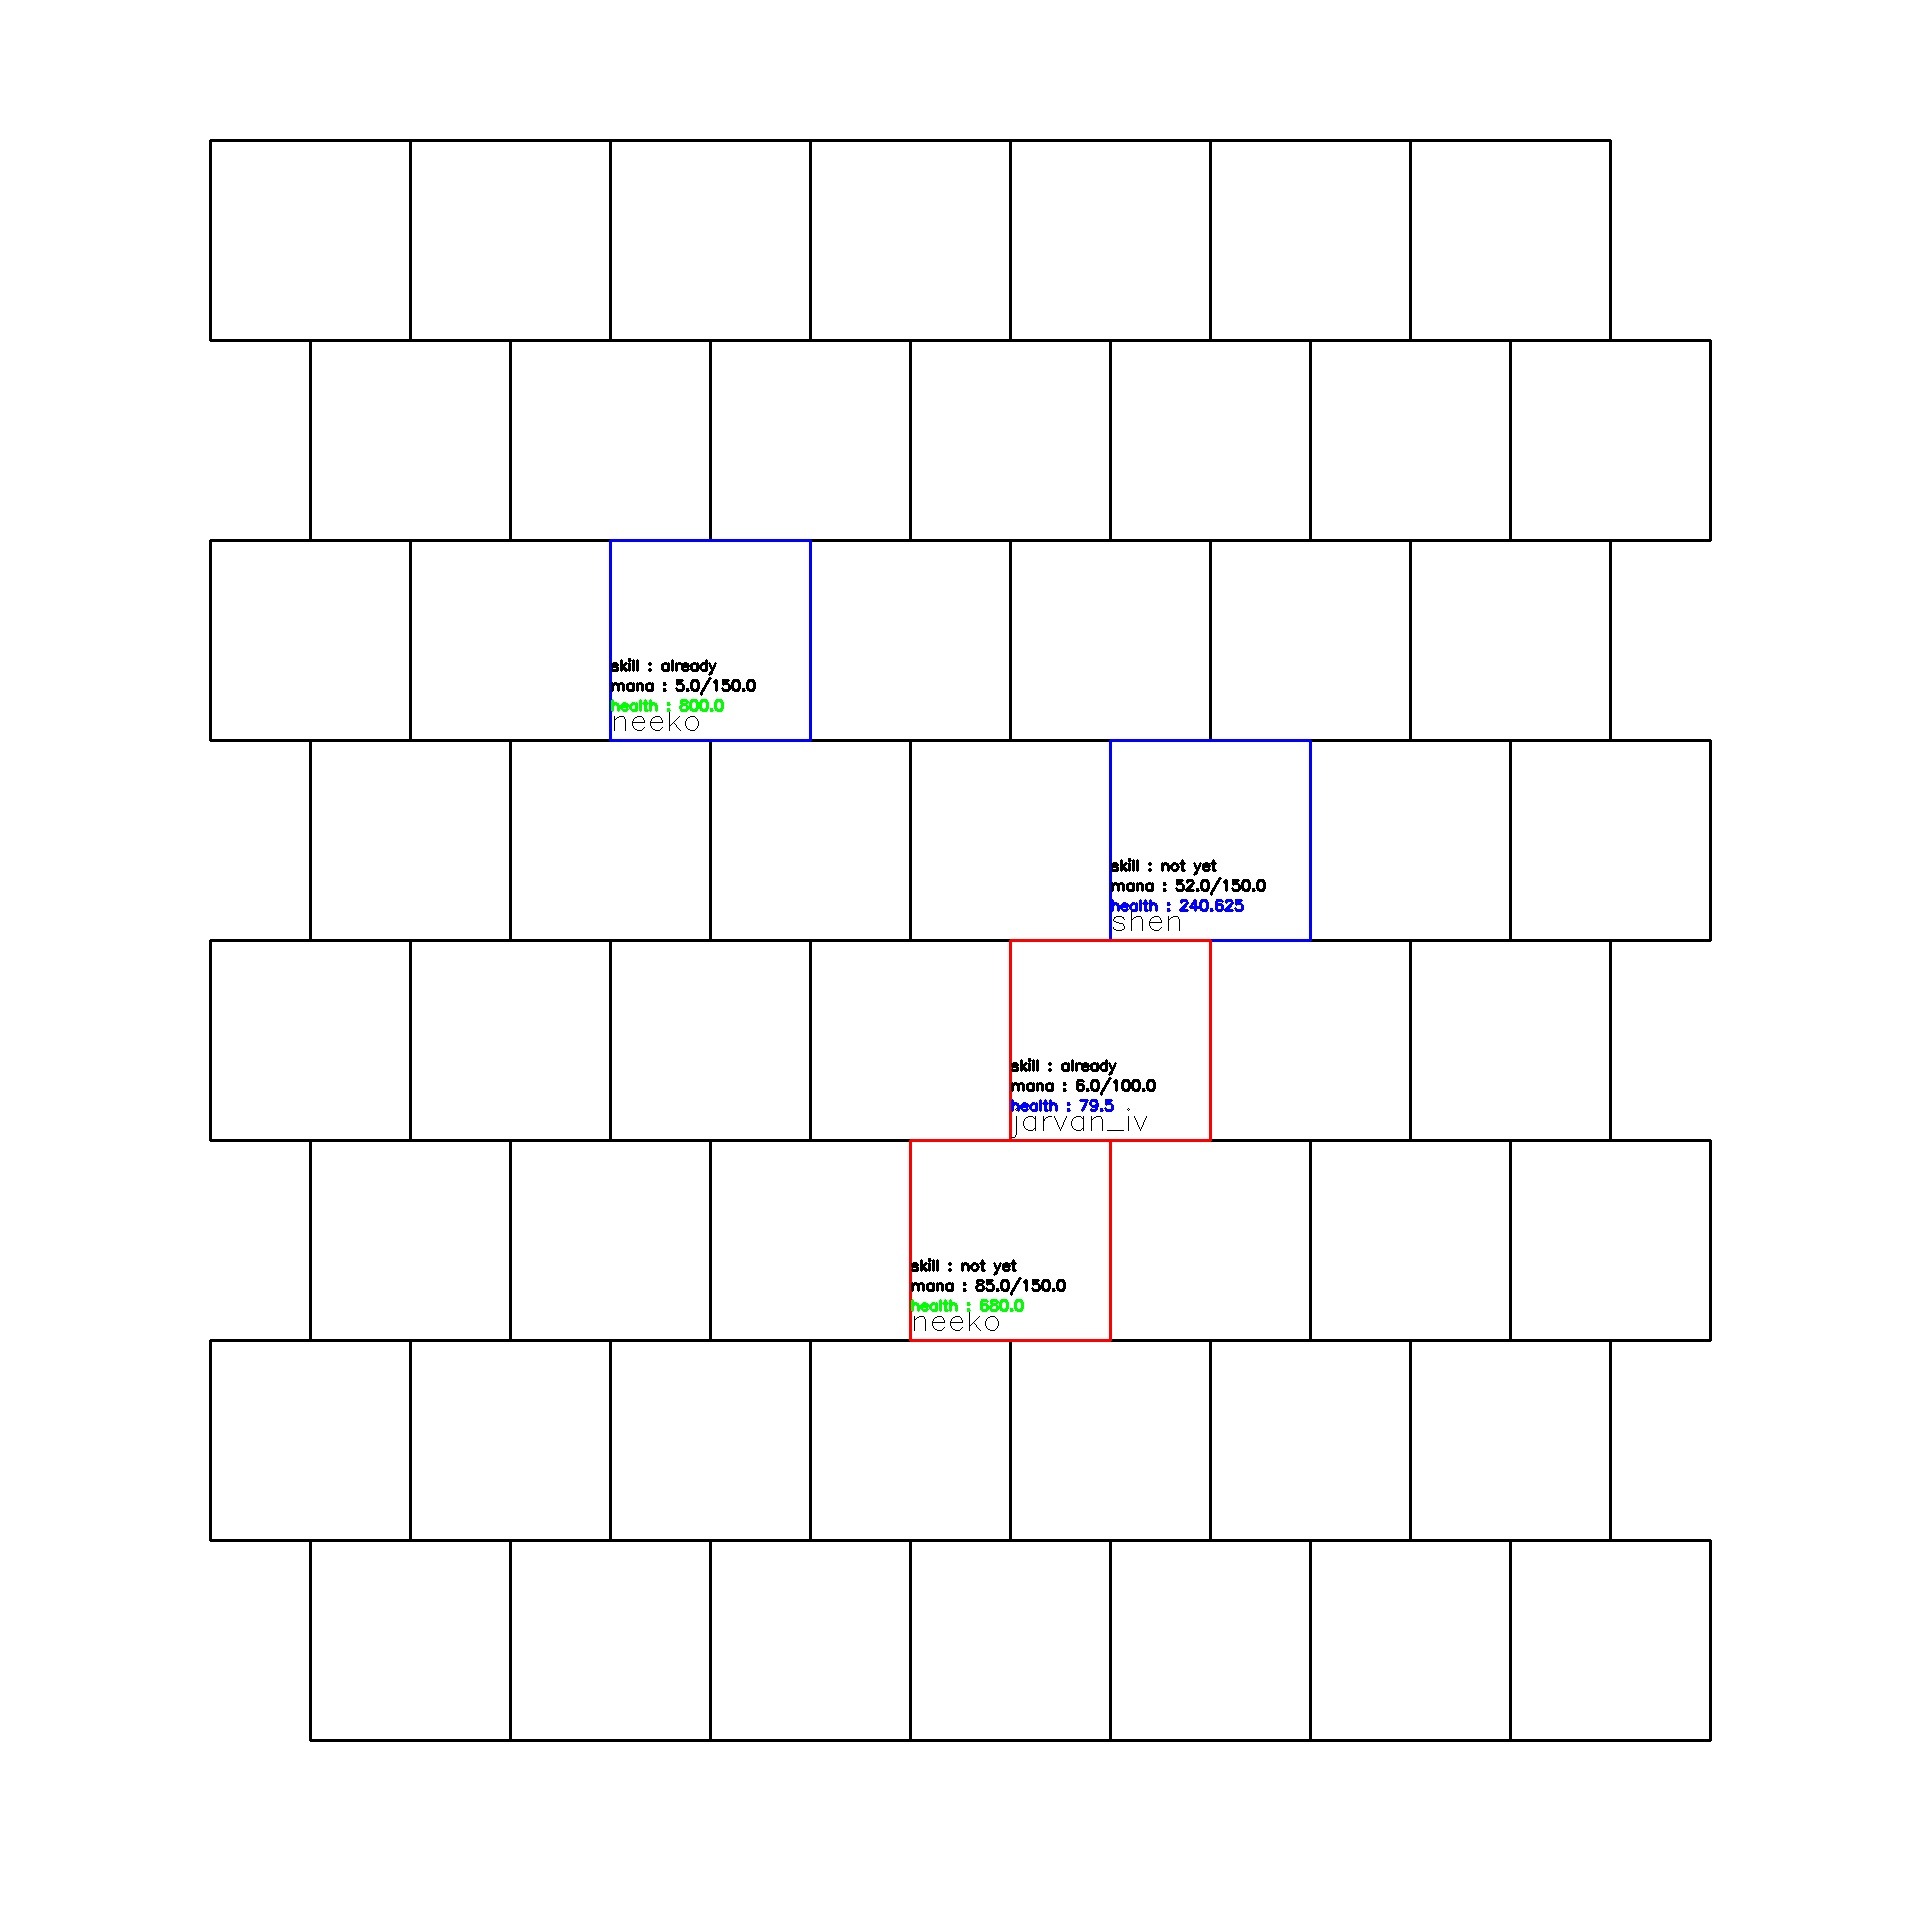 skill : already
mana : 5.0/150.0
health : 800.0
neeko
skill : not yet
mana : 52.0/150.0
health : 240.625
shen
skill : already
mana : 6.0/100.0
health : 79.5
jarvan_iv
skill : not yet
mana : 85.0/150.0
health : 680.0
neeko